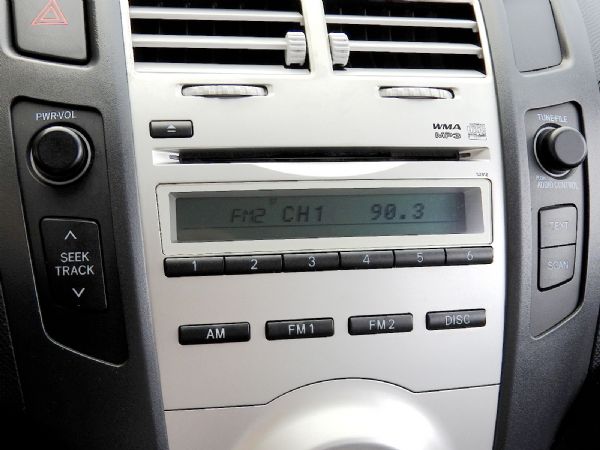 PWR•VOL
TUNE•FILE
WMA
MP3
PUSH
AUDIO CONTROL
FM2 CH1 90.3
SEEK
TRACK
TEXT
SCAN
1 2 3 4 5 6
AM FM1 FM2 DISC